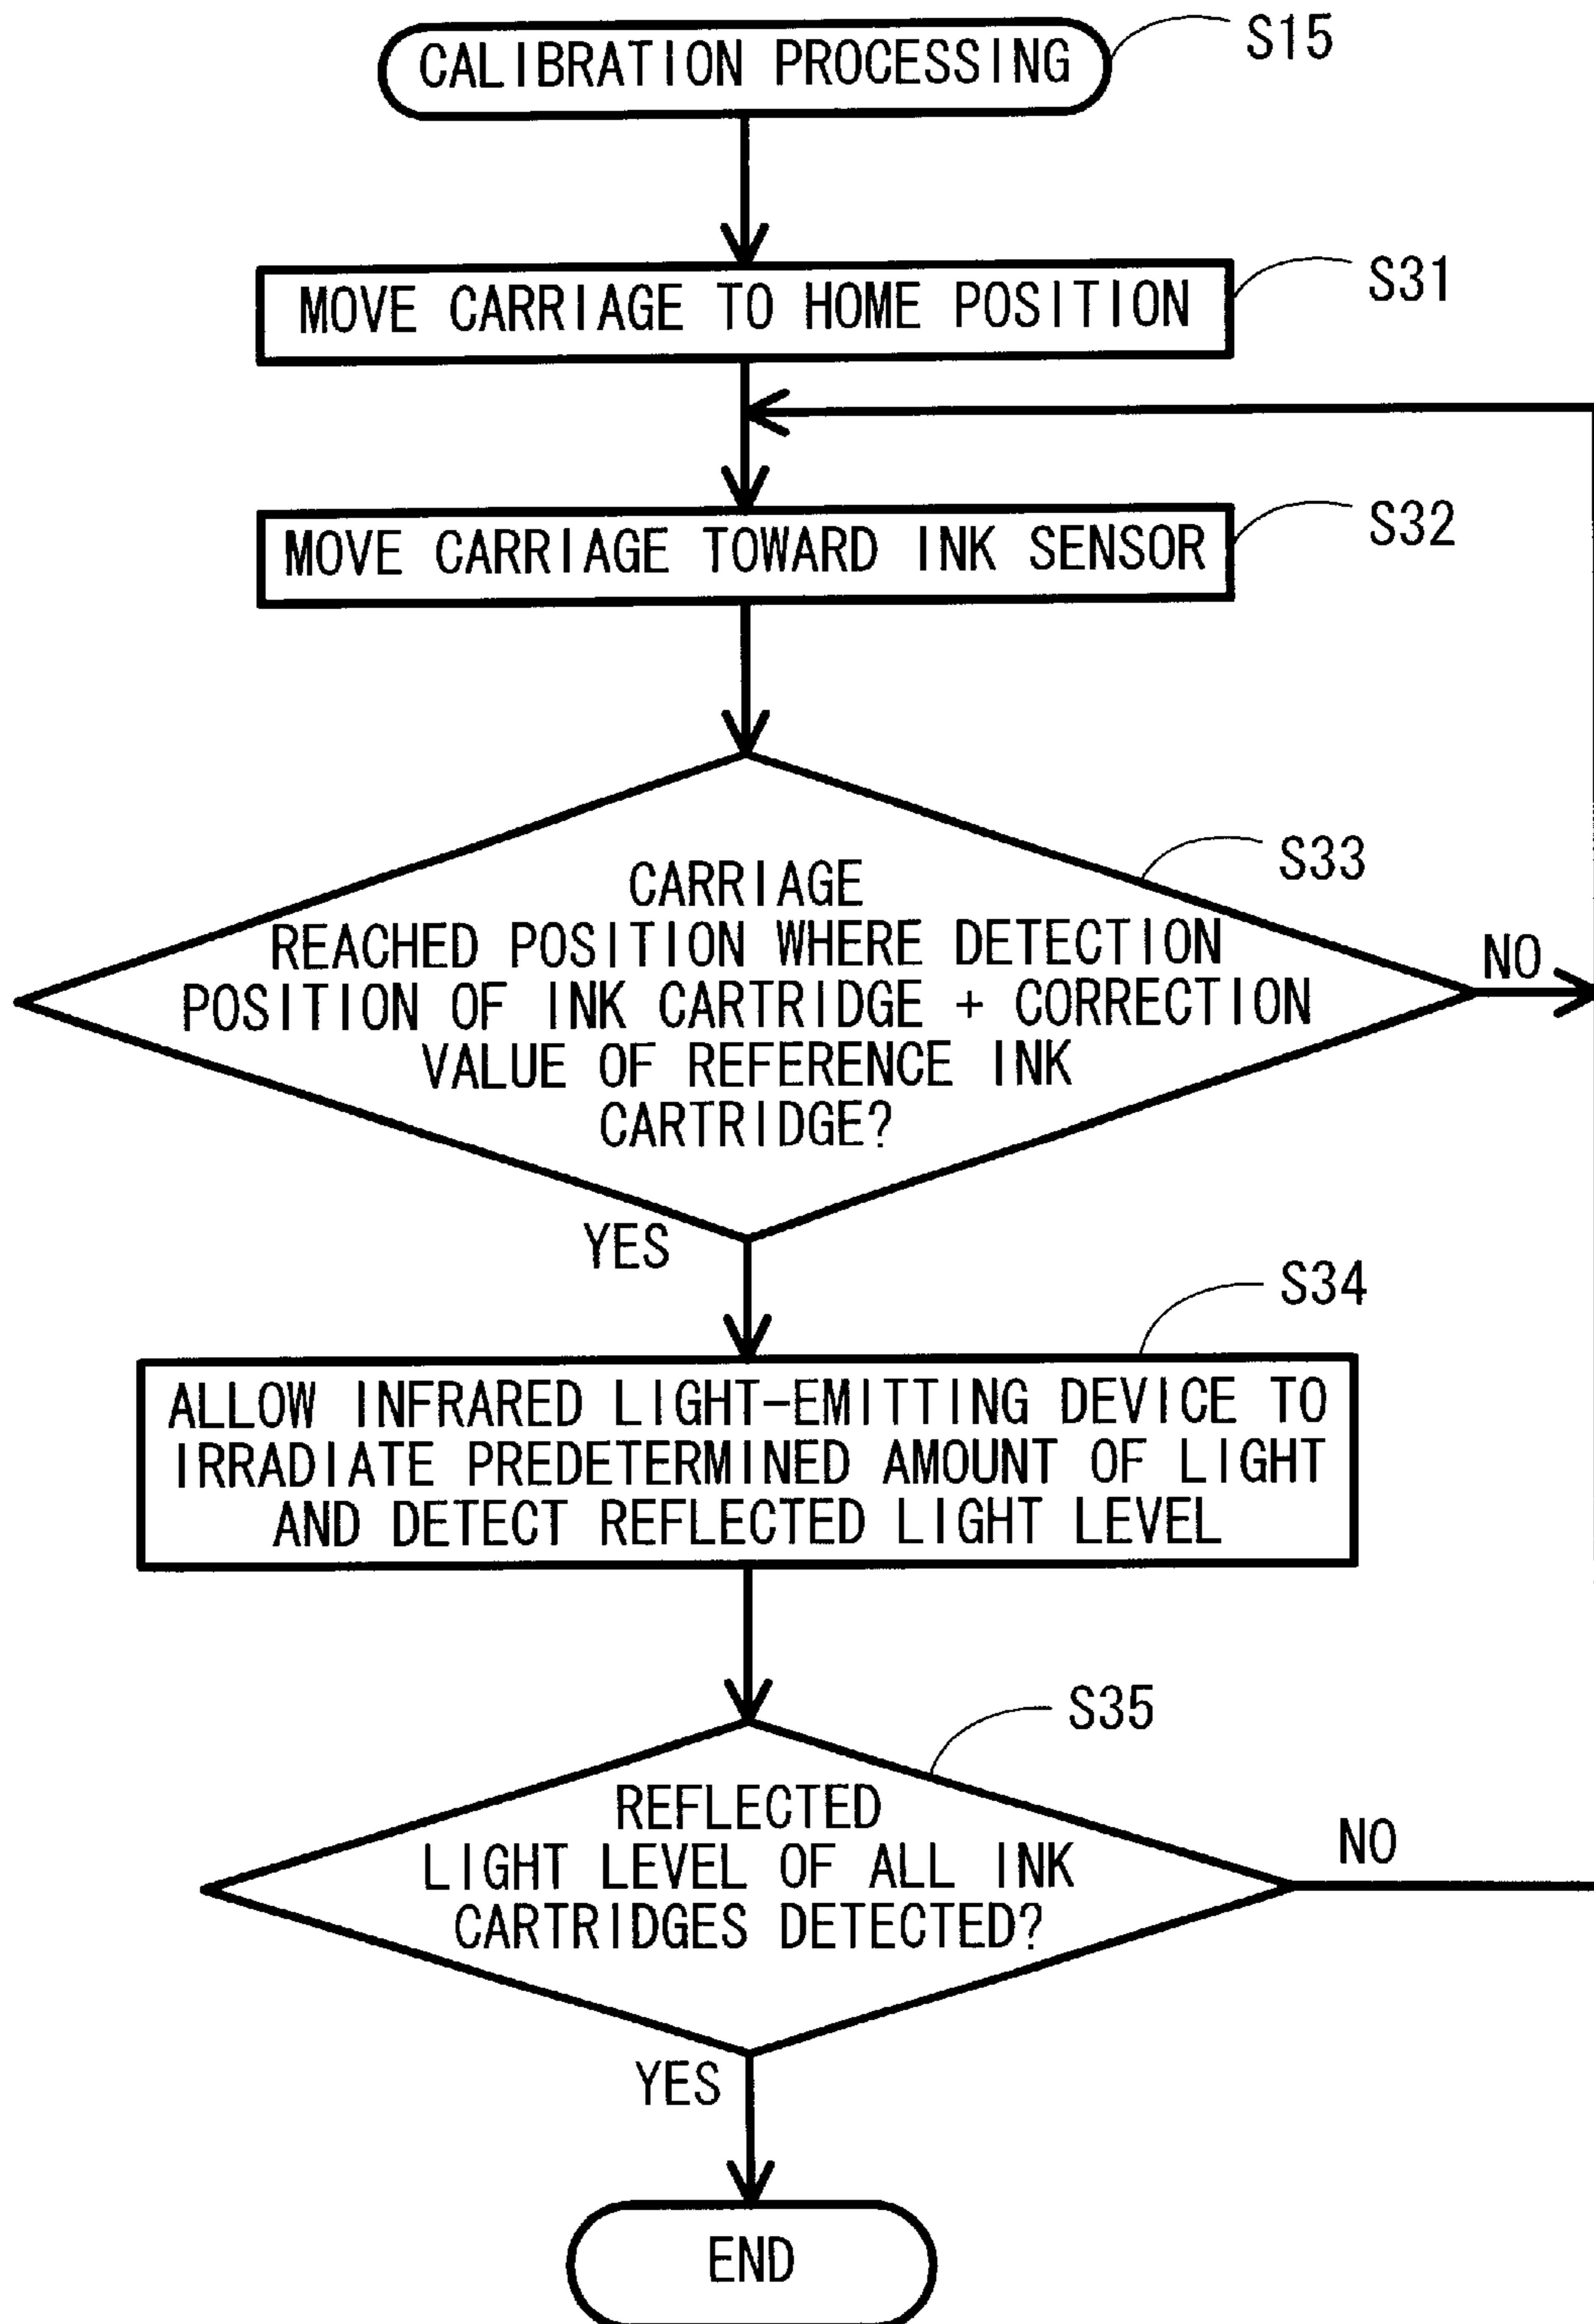 CALIBRATION PROCESSING
S15
MOVE CARRIAGE TO HOME POSITION
S31
MOVE CARRIAGE TOWARD INK SENSOR
S32
S33
CARRIAGE
REACHED POSITION WHERE DETECTION
POSITION OF INK CARTRIDGE + CORRECTION
VALUE OF REFERENCE INK
CARTRIDGE?
NO
YES
S34
ALLOW INFRARED LIGHT-EMITTING DEVICE TO
IRRADIATE PREDETERMINED AMOUNT OF LIGHT
AND DETECT REFLECTED LIGHT LEVEL
S35
REFLECTED
LIGHT LEVEL OF ALL INK
CARTRIDGES DETECTED?
NO
YES
END